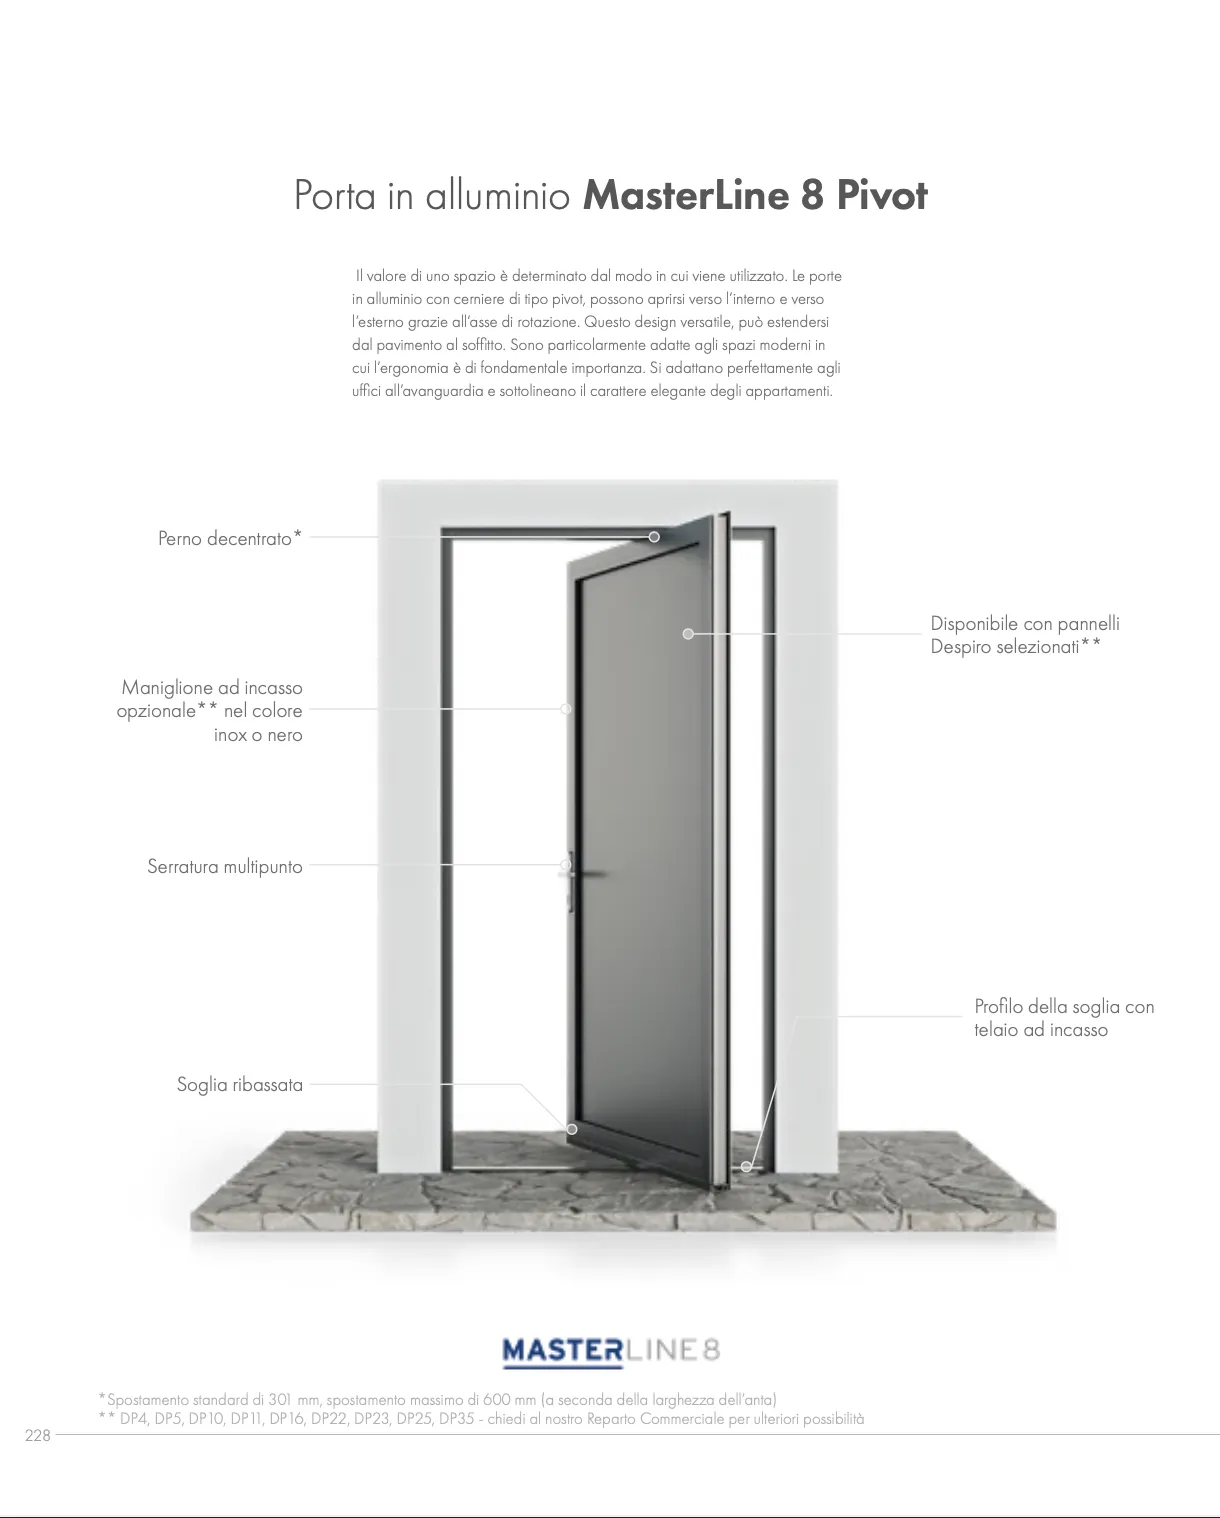 Porta in alluminio MasterLine 8 Pivot
Il valore di uno spazio è determinato dal modo in cui viene utilizzato. Le porte
in alluminio con cerniere di tipo pivot, possono aprirsi verso l'interno e verso
l'esterno grazie all'asse di rotazione. Questo design versatile, può estendersi
dal pavimento al soffitto. Sono particolarmente adatte agli spazi moderni in
cui l'ergonomia è di fondamentale importanza. Si adattano perfettamente agli
uffici all'avanguardia e sottolineano il carattere elegante degli appartamenti.
Perno decentrato*
Disponibile con pannelli
Despiro selezionati**
Maniglione ad incasso
opzionale** nel colore
inox o nero
Serratura multipunto
Profilo della soglia con
telaio ad incasso
Soglia ribassata
MASTERLINE8
*Spostamento standard di 301 mm, spostamento massimo di 600 mm (a seconda della larghezza dell'anta)
** DP4, DP5, DP10, DP11, DP16, DP22, DP23, DP25, DP35 - chiedi al nostro Reparto Commerciale per ulteriori possibilità
228